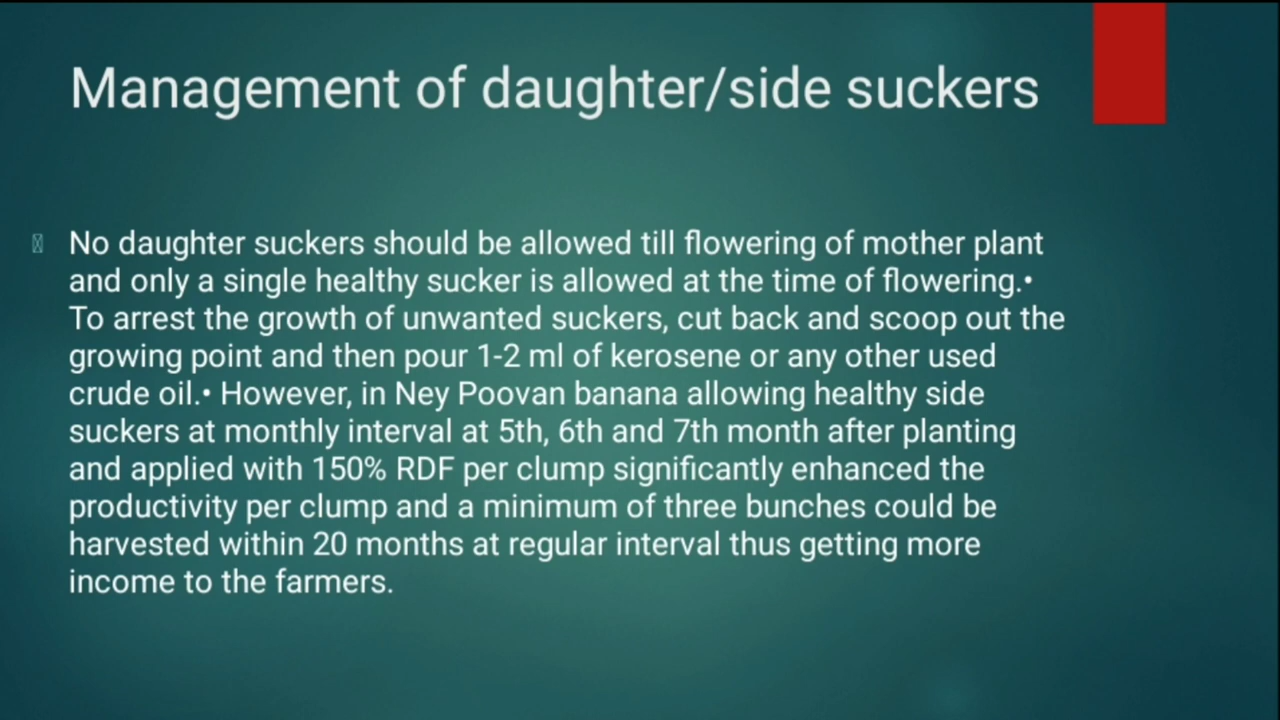 Management of daughter/side suckers
No daughter suckers should be allowed till flowering of mother plant
and only a single healthy sucker is allowed at the time of flowering.•
To arrest the growth of unwanted suckers, cut back and scoop out the
growing point and then pour 1-2 ml of kerosene or any other used
crude oil.• However, in Ney Poovan banana allowing healthy side
suckers at monthly interval at 5th, 6th and 7th month after planting
and applied with 150% RDF per clump significantly enhanced the
productivity per clump and a minimum of three bunches could be
harvested within 20 months at regular interval thus getting more
income to the farmers.